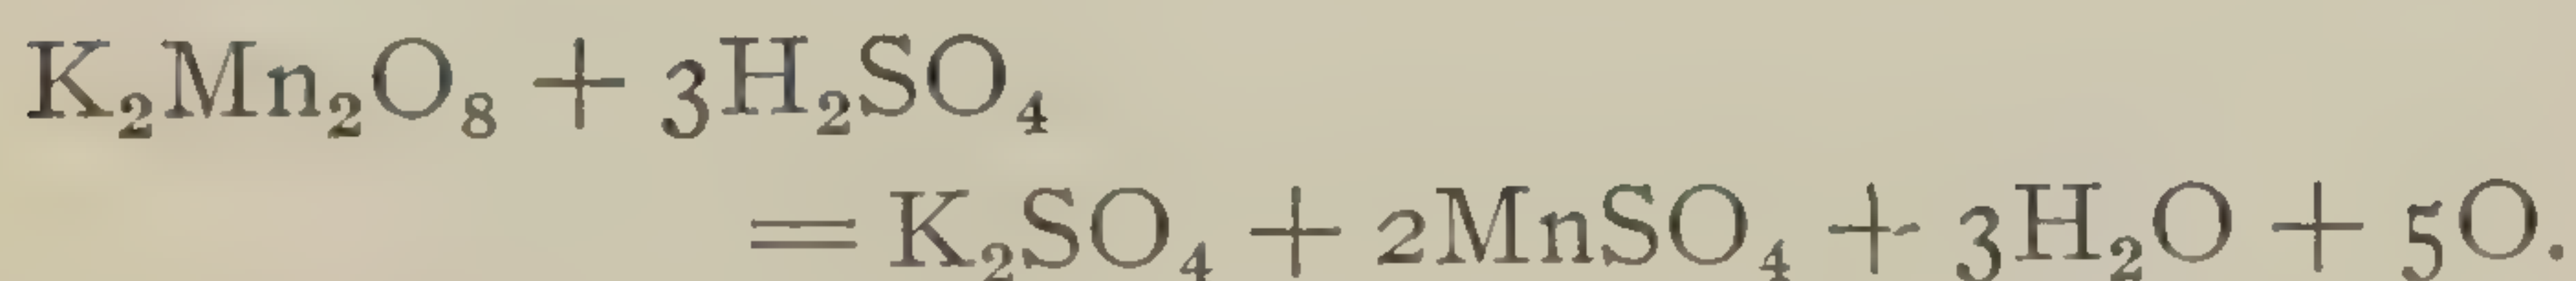 K₂Mn₂O₈ + 3H₂SO₄
= K₂SO₄ + 2MnSO₄ + 3H₂O + 5O.